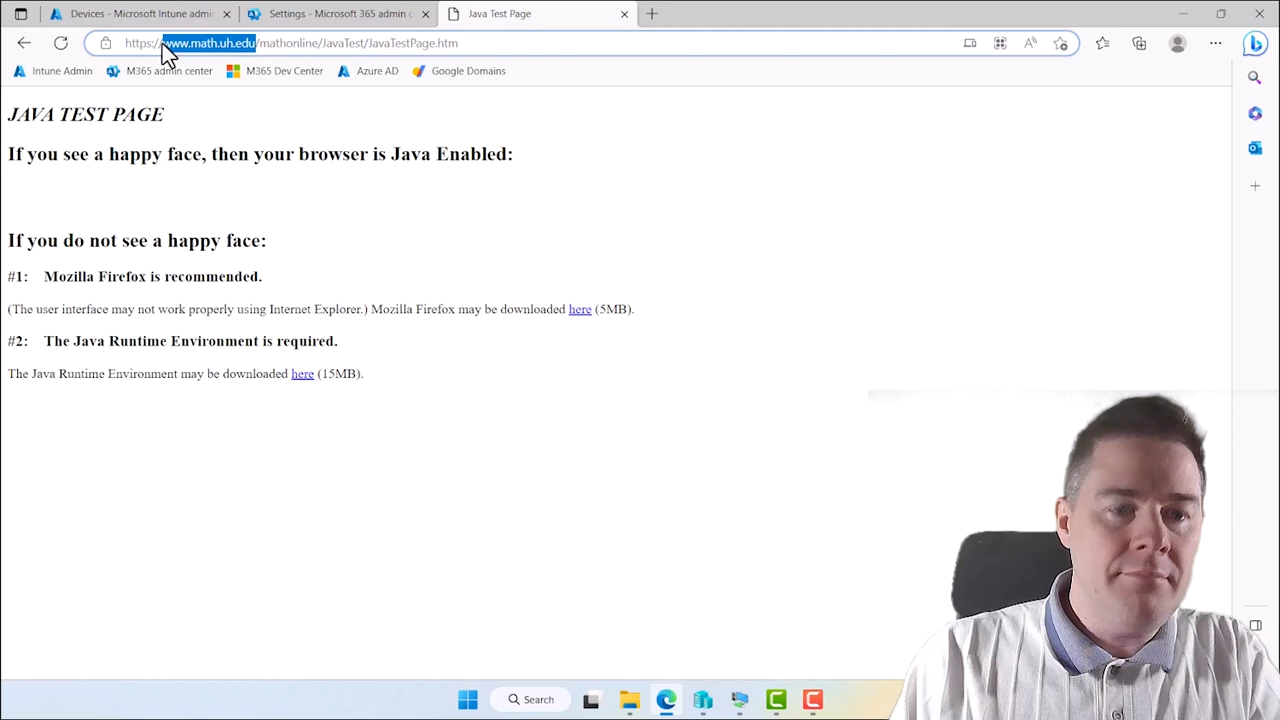 Devices - Microsoft Intune admin
Settings - Microsoft 365 admin c
Java Test Page
https://www.math.uh.edu/mathonline/JavaTest/JavaTestPage.htm
Intune Admin
M365 admin center
M365 Dev Center
Azure AD
Google Domains
JAVA TEST PAGE
If you see a happy face, then your browser is Java Enabled:
If you do not see a happy face:
#1: Mozilla Firefox is recommended.
(The user interface may not work properly using Internet Explorer.) Mozilla Firefox may be downloaded here (5MB).
#2: The Java Runtime Environment is required.
The Java Runtime Environment may be downloaded here (15MB).
Search